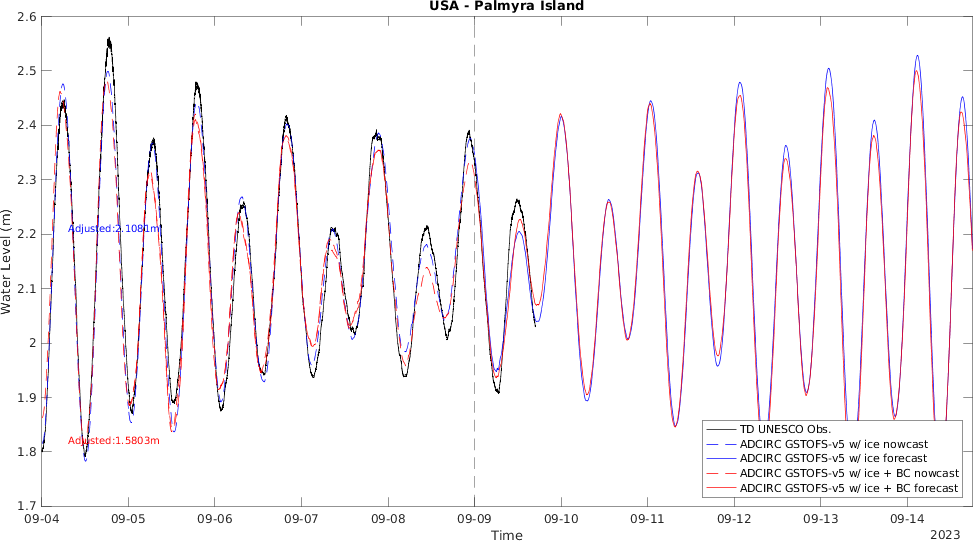 USA - Palmyra Island
2.6
2.5
2.4
2.3
2.2
2.1
2
1.9
1.8
1.7
Water Level (m)
Adjusted:2.1081m
Adjusted:1.5803m
TD UNESCO Obs.
ADCIRC GSTOFS-v5 w/ ice nowcast
ADCIRC GSTOFS-v5 w/ ice forecast
ADCIRC GSTOFS-v5 w/ ice + BC nowcast
ADCIRC GSTOFS-v5 w/ ice + BC forecast
09-04 09-05 09-06 09-07 09-08 09-09 09-10 09-11 09-12 09-13 09-14
Time
2023